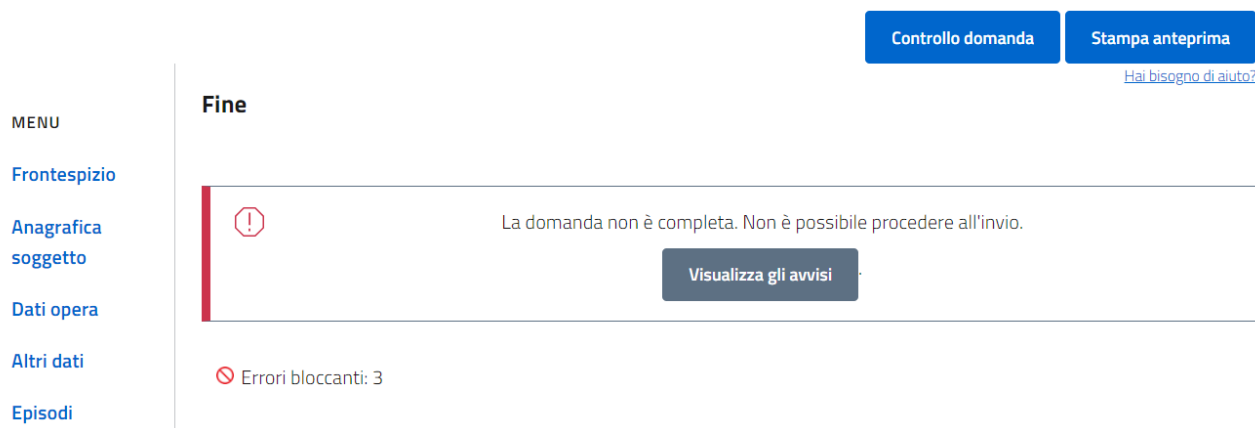 Controllo domanda
Stampa anteprima
Hai bisogno di aiuto?
MENU
Frontespizio
Anagrafica
soggetto
Dati opera
Altri dati
Episodi
Fine
La domanda non è completa. Non è possibile procedere all'invio.
Visualizza gli avvisi.
Errori bloccanti: 3